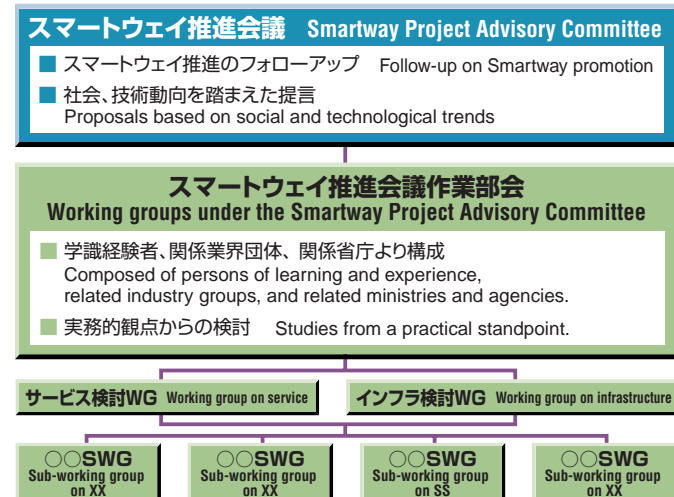 スマートウェイ推進会議 Smartway Project Advisory Committee
■ スマートウェイ推進のフォローアップ Follow-up on Smartway promotion
■ 社会、技術動向を踏まえた提言
Proposals based on social and technological trends
スマートウェイ推進会議作業部会
Working groups under the Smartway Project Advisory Committee
■ 学識経験者、関係業界団体、関係省庁より構成
Composed of persons of learning and experience,
related industry groups, and related ministries and agencies.
■ 実務的観点からの検討 Studies from a practical standpoint.
サービス検討WG Working group on service
インフラ検討WG Working group on infrastructure
○○SWG
Sub-working group
on XX
○○SWG
Sub-working group
on XX
○○SWG
Sub-working group
on SS
○○SWG
Sub-working group
on XX